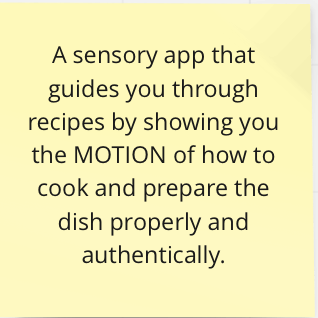 A sensory app that
guides you through
recipes by showing you
the MOTION of how to
cook and prepare the
dish properly and
authentically.